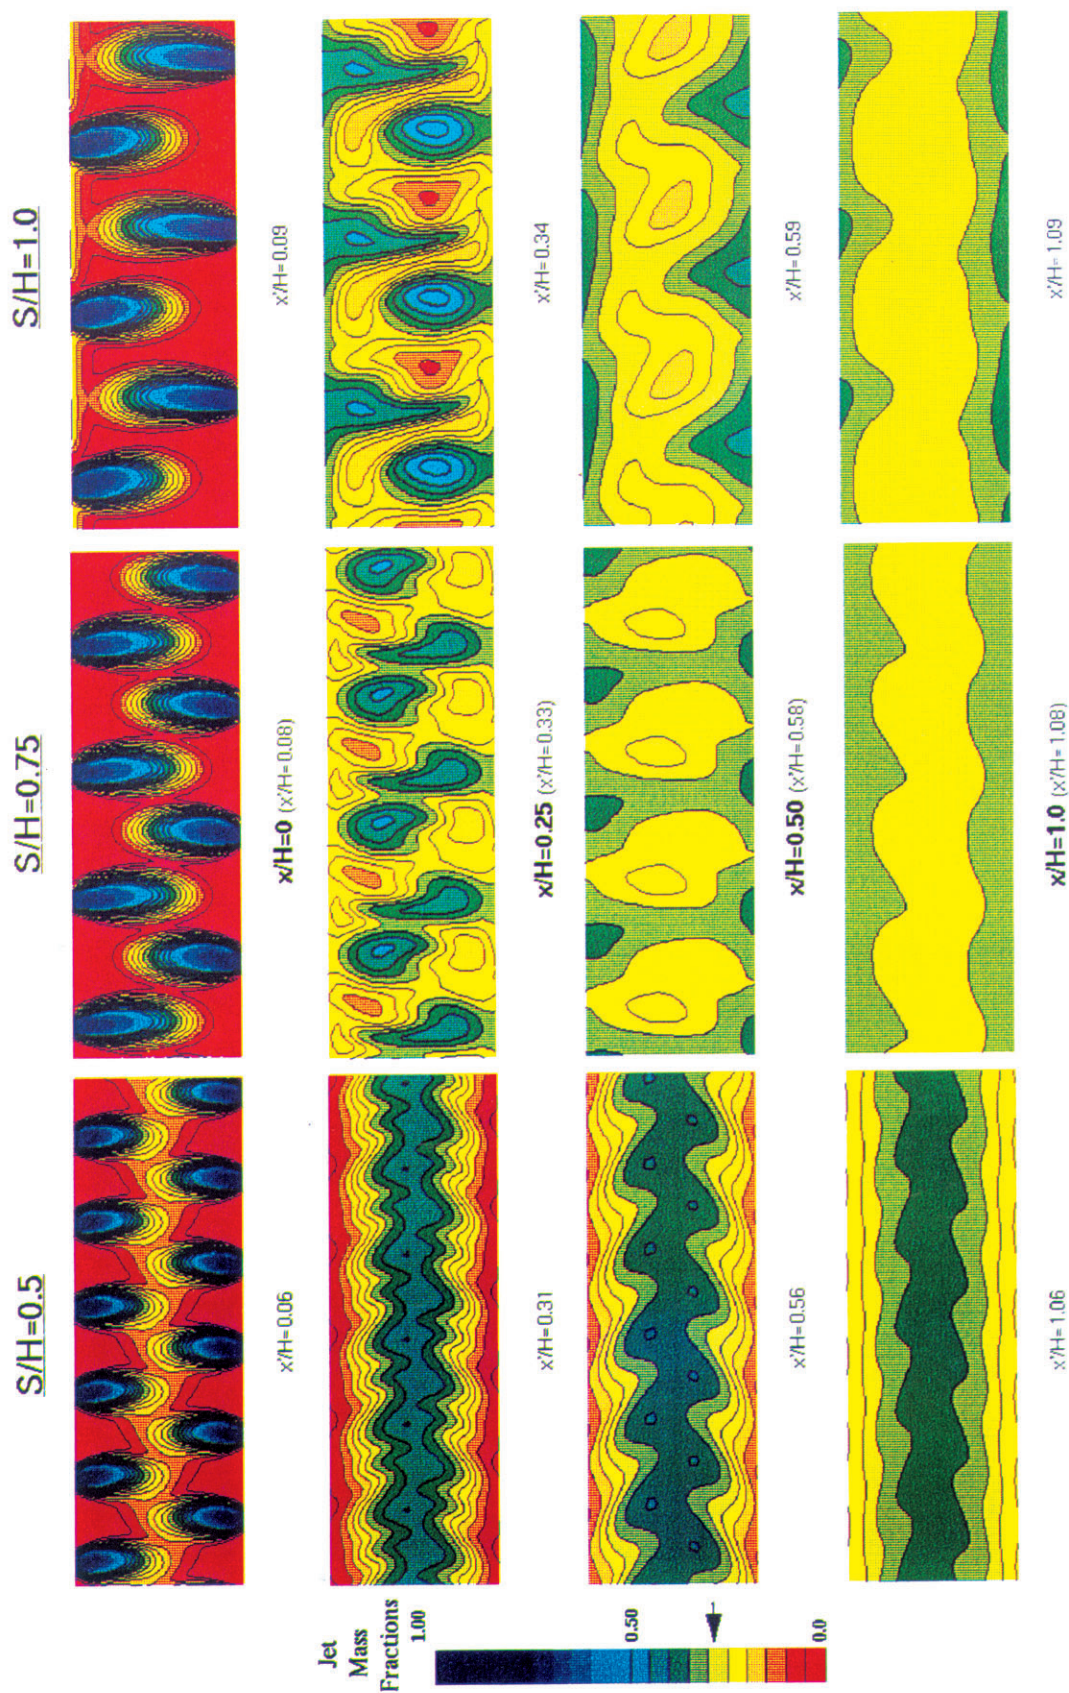 S/H=0.5
S/H=0.75
S/H=1.0
x'/H=0.06
x/H=0 (x'/H=0.08)
x'/H=0.09
x'/H=0.31
x/H=0.25 (x'/H=0.33)
x'/H=0.34
x'/H=0.56
x/H=0.50 (x'/H=0.58)
x'/H=0.59
x'/H=1.06
x/H=1.0 (x'/H=1.08)
x'/H=1.09
Jet
Mass
Fractions
1.00
0.50
0.0